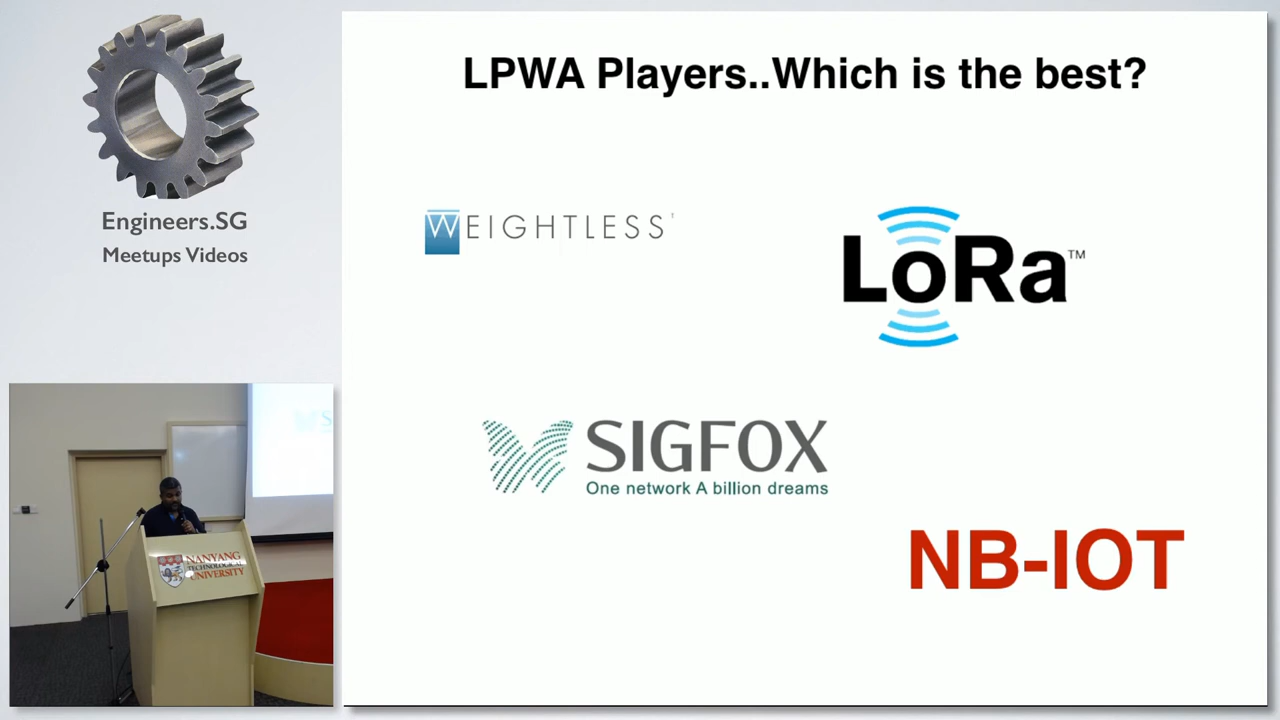 Engineers.SG
Meetups Videos
LPWA Players..Which is the best?
WEIGHTLESS
LoRa™
SIGFOX
One network A billion dreams
NB-IOT
NANYANG
TECHNOLOGICAL
UNIVERSITY